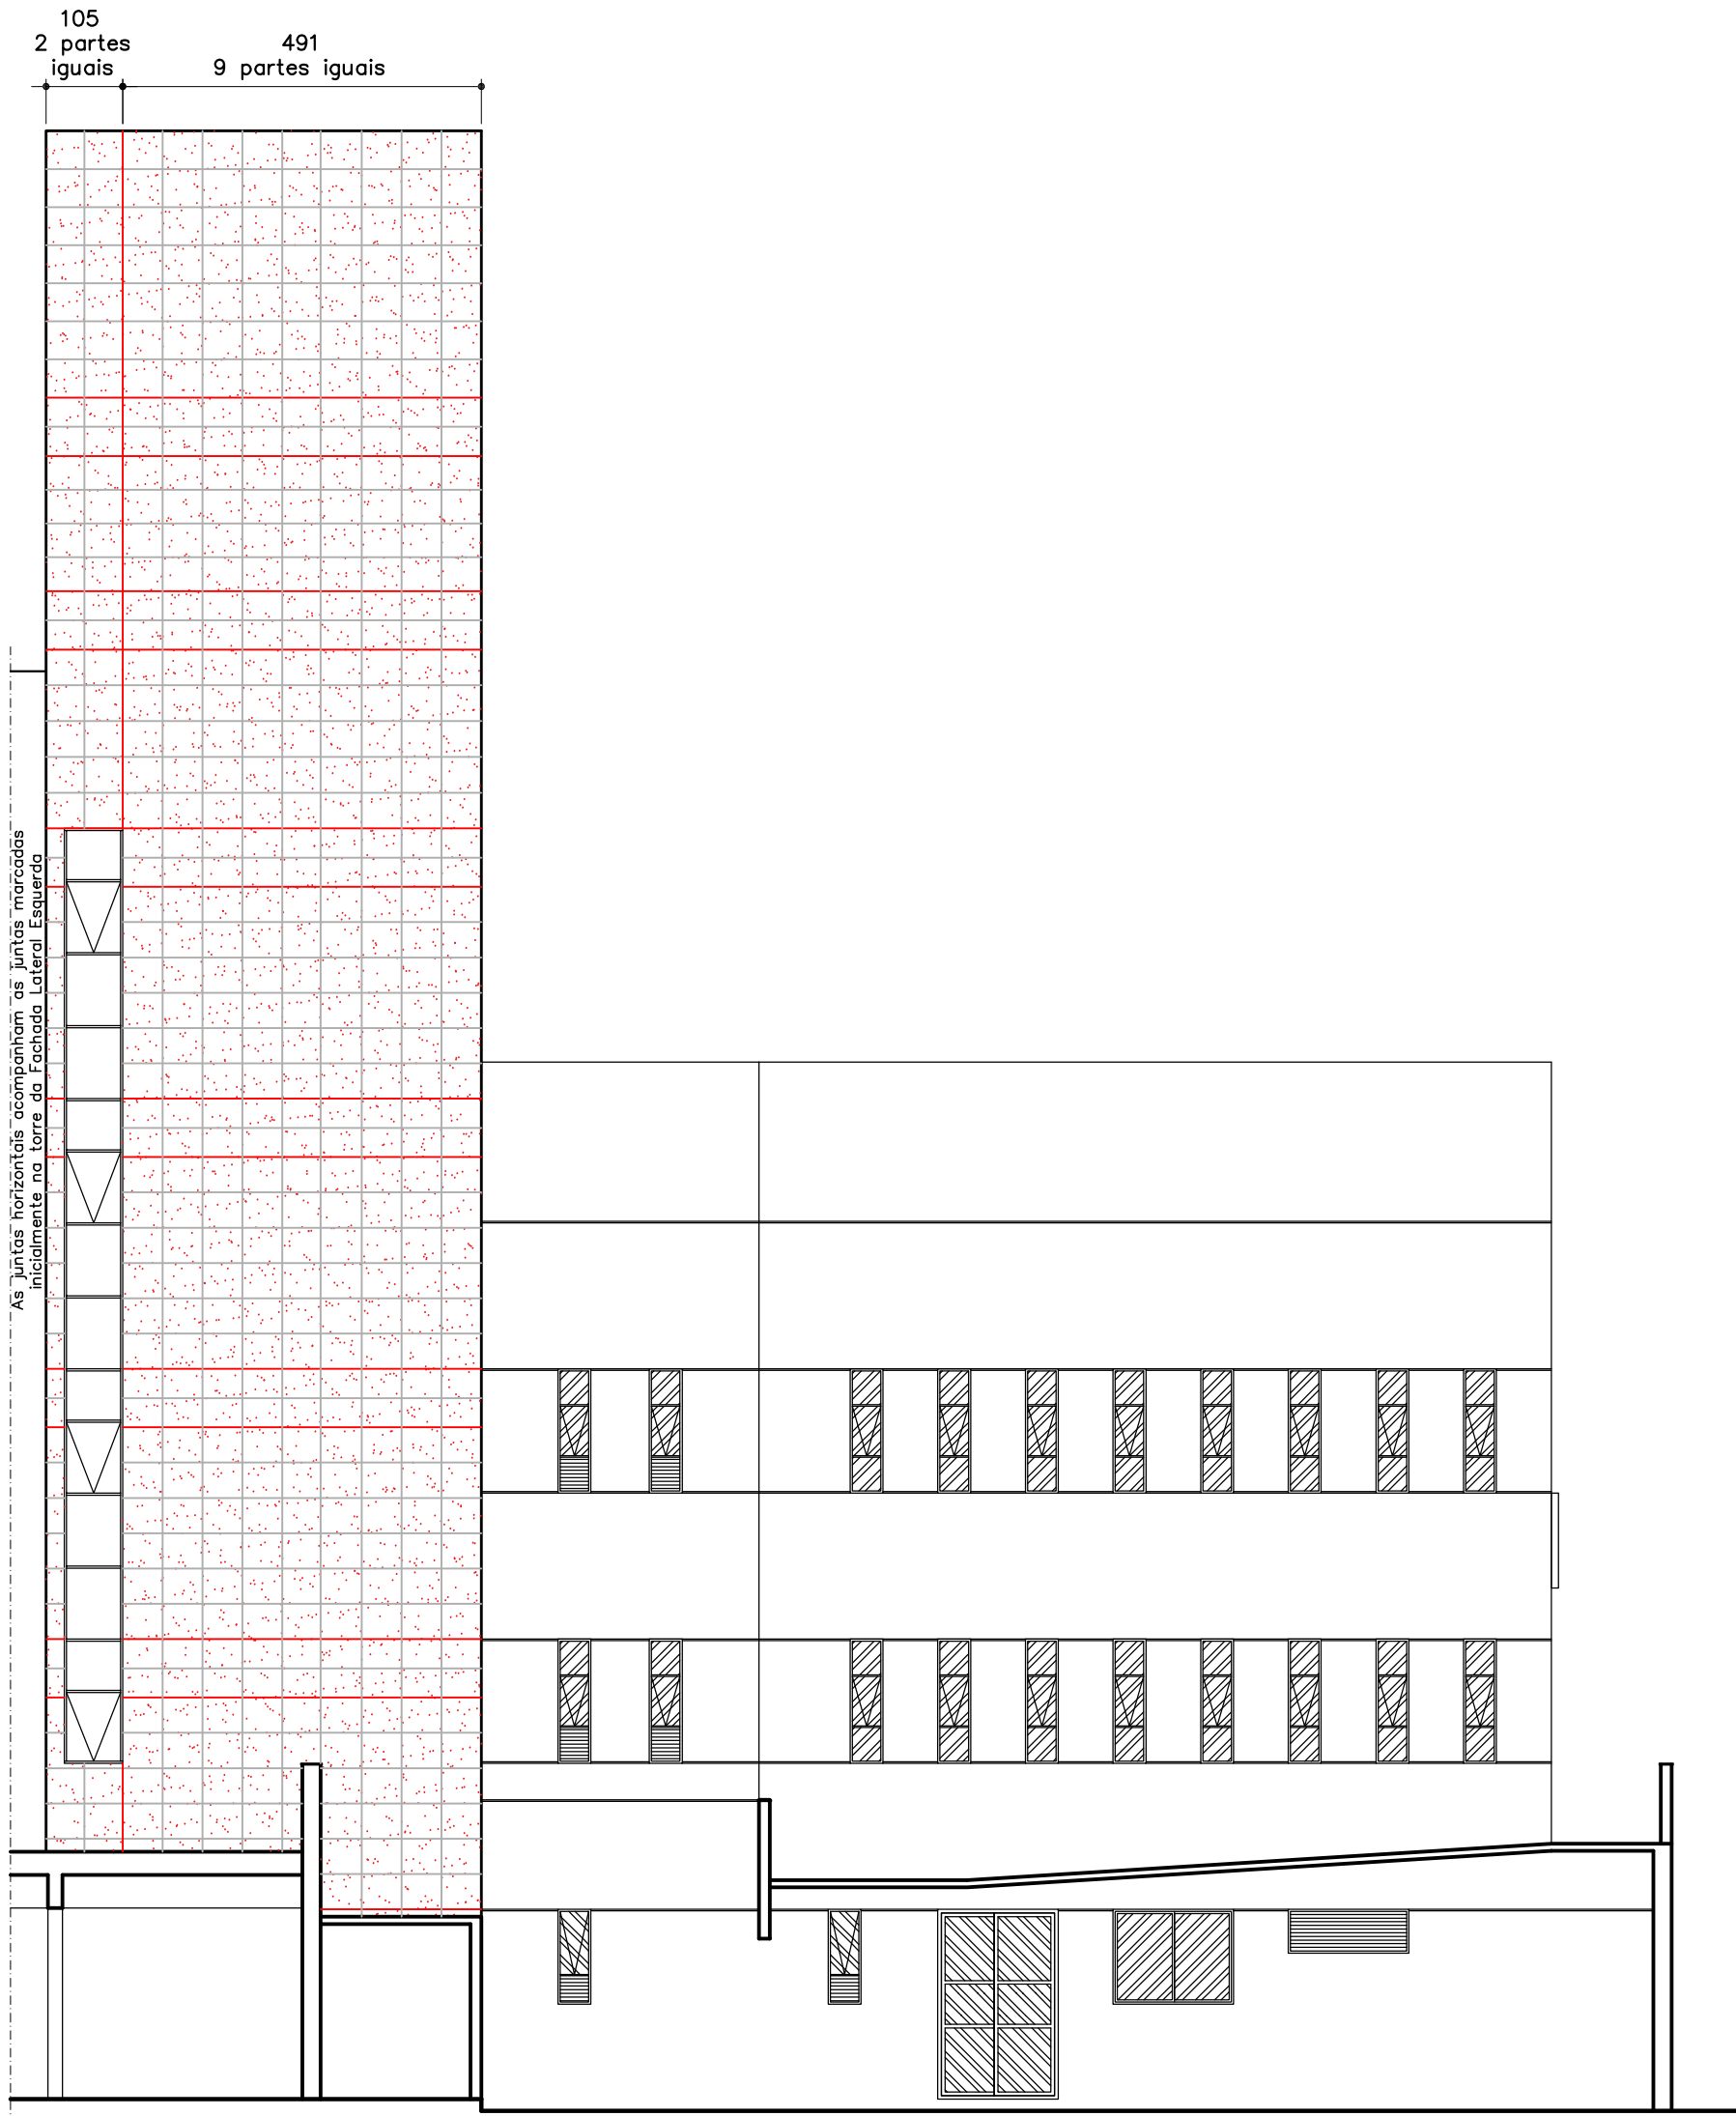 105
2 partes
iguais
491
9 partes iguais
As juntas horizontais acompanham as juntas marcadas
inicialmente na torre da Fachada Lateral Esquerda